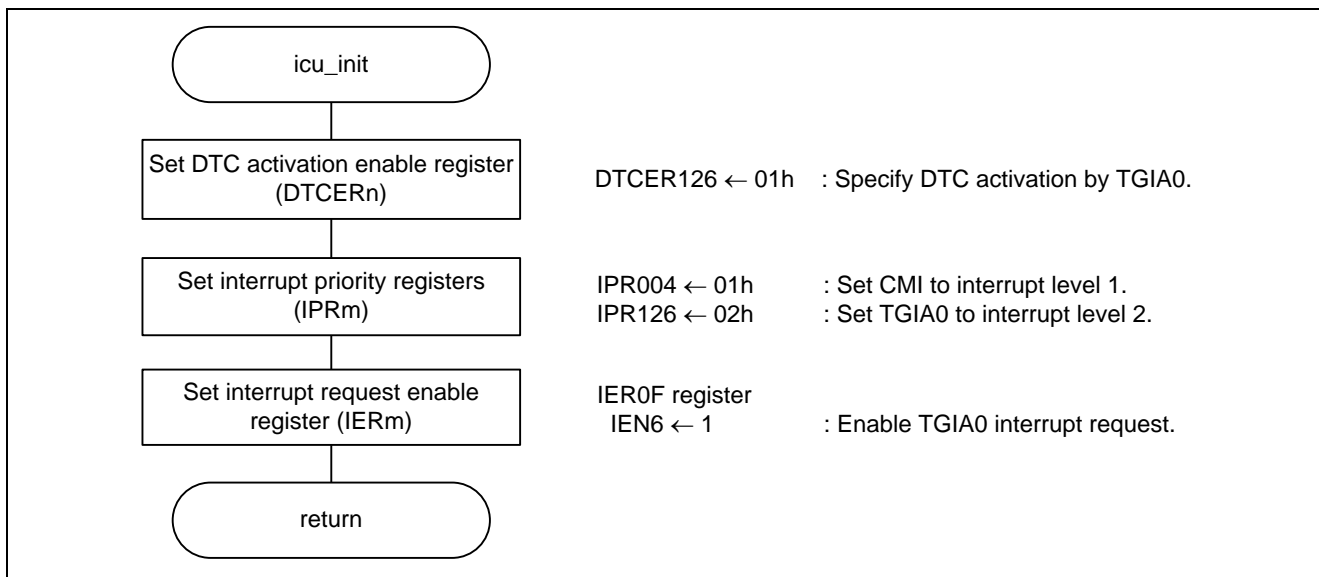 icu_init
Set DTC activation enable register
(DTCERn)
DTCER126 ← 01h : Specify DTC activation by TGIA0.
Set interrupt priority registers
(IPRm)
IPR004 ← 01h : Set CMI to interrupt level 1.
IPR126 ← 02h : Set TGIA0 to interrupt level 2.
Set interrupt request enable
register (IERm)
IER0F register
IEN6 ← 1 : Enable TGIA0 interrupt request.
return